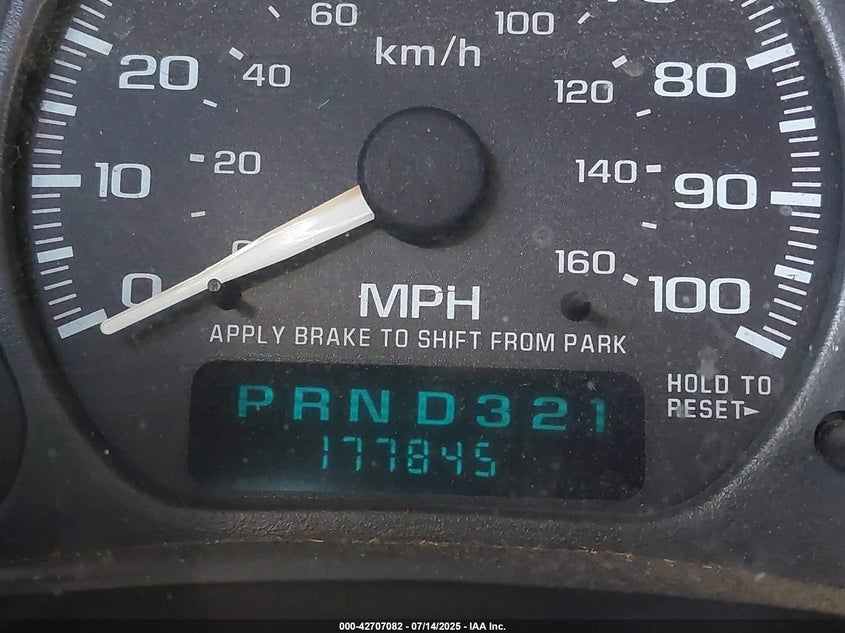 60 100
km/h
20 40 120 80
10 20 140 90
0 0 160 100
MPH
APPLY BRAKE TO SHIFT FROM PARK
HOLD TO
RESET
PRND321
177845
000-42707082 - 07/14/2025 - IAA Inc.